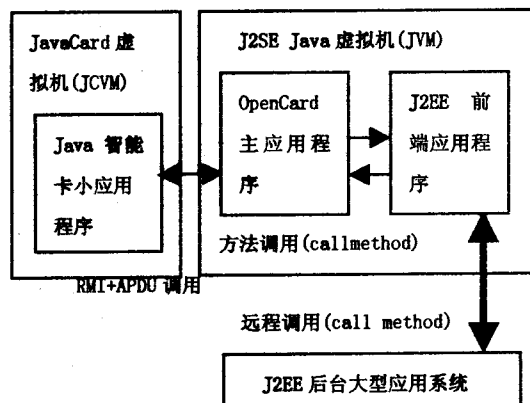 JavaCard 虚
拟机(JCVM)
Java 智能
卡小应用
程序
J2SE Java 虚拟机(JVM)
OpenCard
主应用程
序
J2EE 前
端应用程
序
方法调用(callmethod)
RMI+APDU 调用
远程调用(call method)
J2EE 后台大型应用系统